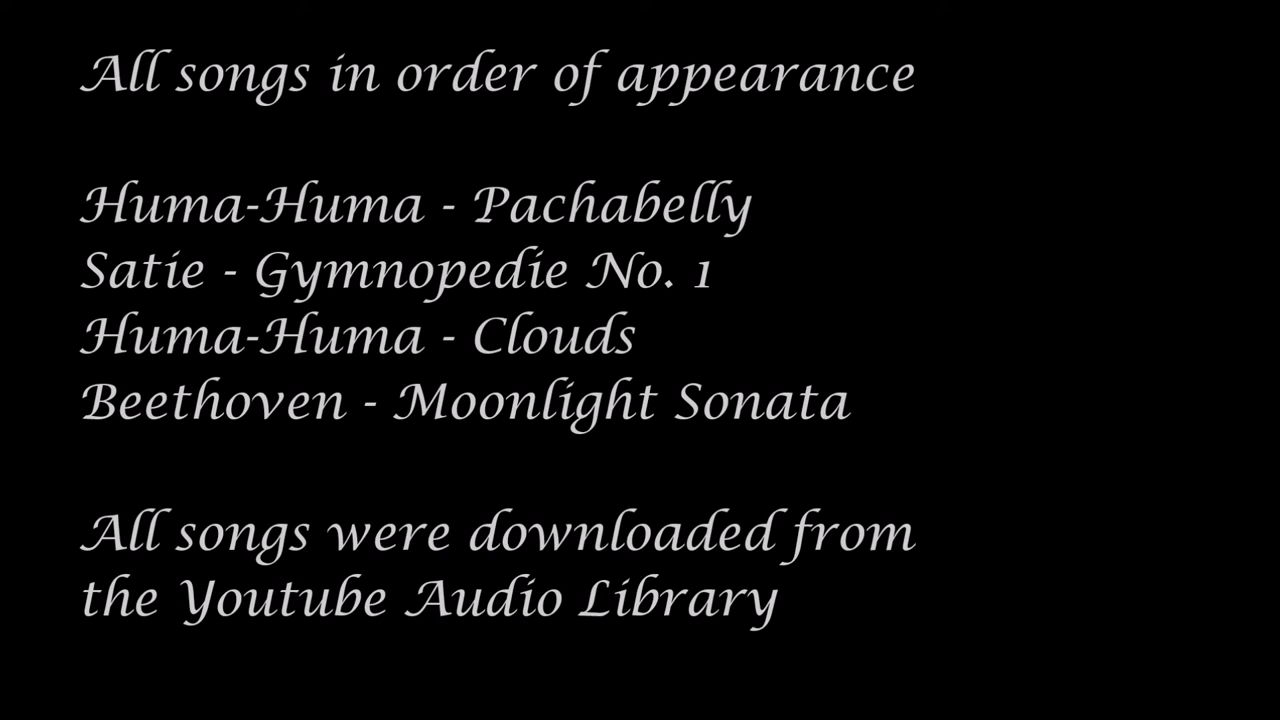 All songs in order of appearance
Huma-Huma - Pachabelly
Satie - Gymnopedie No. 1
Huma-Huma - Clouds
Beethoven - Moonlight Sonata
All songs were downloaded from
the Youtube Audio Library